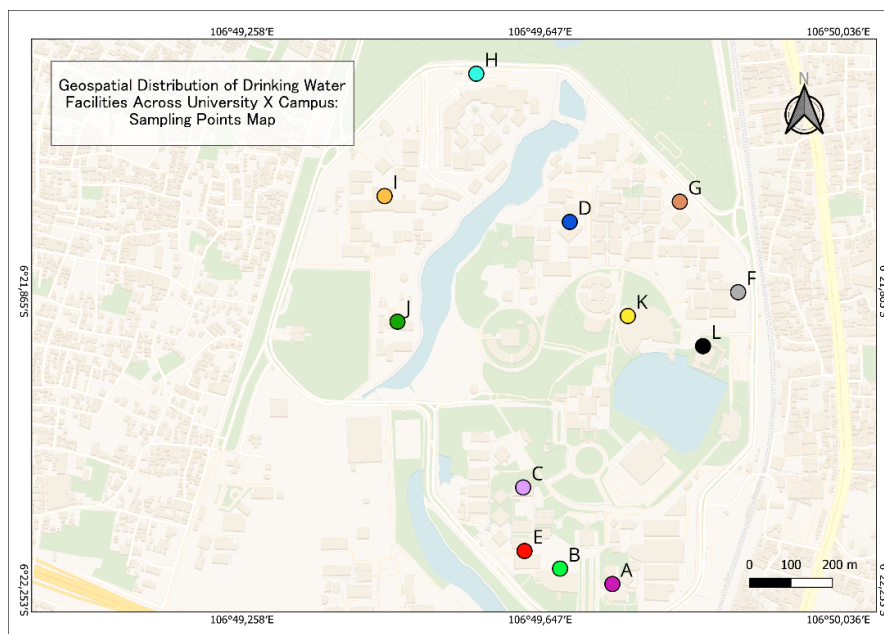 106°49,258'E 106°49,647'E 106°50,036'E
Geospatial Distribution of Drinking Water
Facilities Across University X Campus:
Sampling Points Map
N
H
I
G
D
6°21,865'S
F
K
J
L
C
E
B
A
0 100 200 m
6°22,253'S
106°49,258'E 106°49,647'E 106°50,036'E